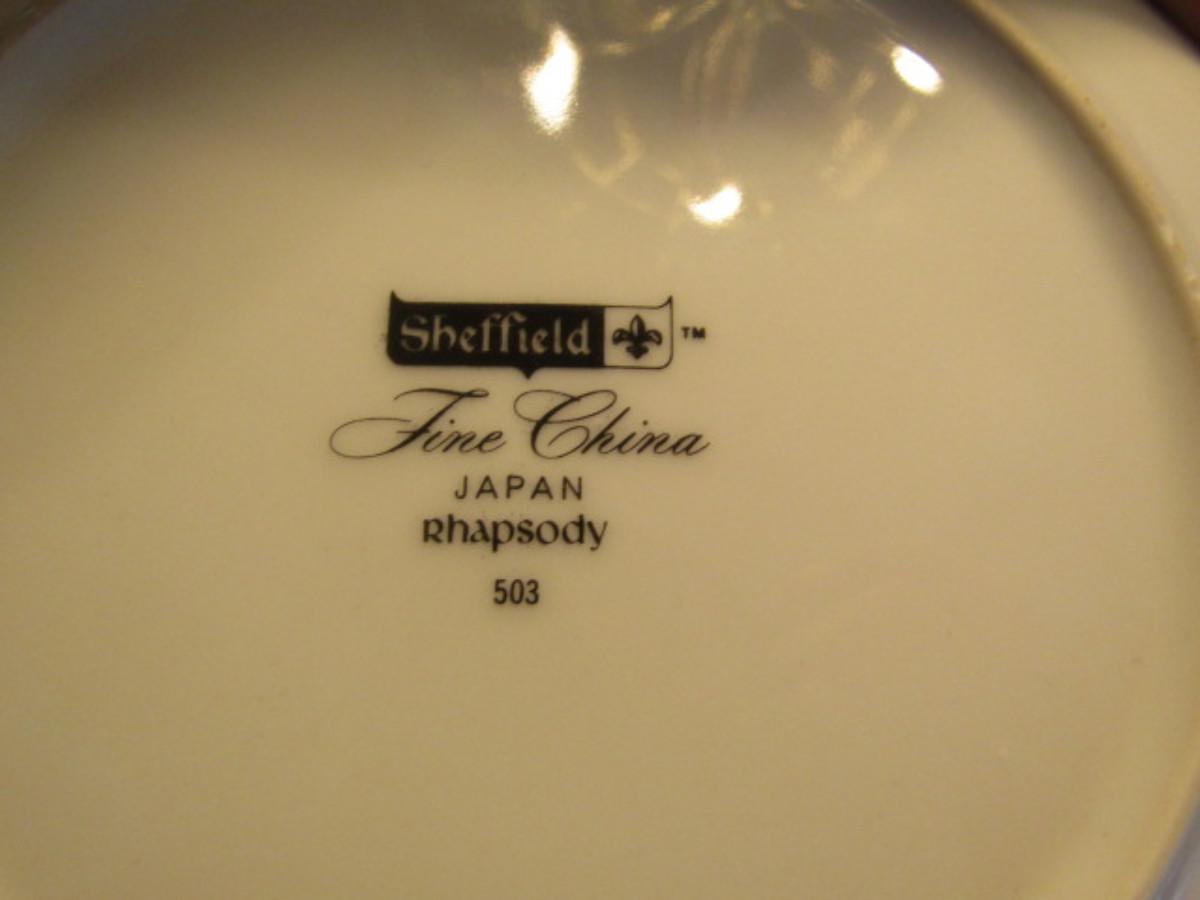 Sheffield ™
Fine China
JAPAN
Rhapsody
503